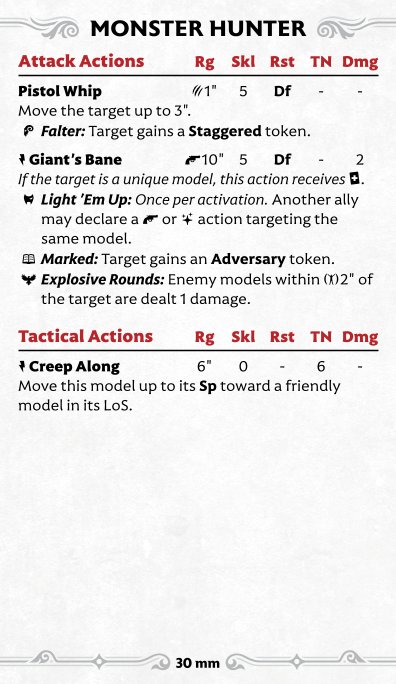 MONSTER HUNTER
Attack Actions Rg Skl Rst TN Dmg
Pistol Whip 1" 5 Df - -
Move the target up to 3".
Falter: Target gains a Staggered token.
Giant's Bane 10" 5 Df - 2
If the target is a unique model, this action receives .
Light 'Em Up: Once per activation. Another ally
may declare a or action targeting the
same model.
Marked: Target gains an Adversary token.
Explosive Rounds: Enemy models within 2" of
the target are dealt 1 damage.
Tactical Actions Rg Skl Rst TN Dmg
Creep Along 6" 0 - 6 -
Move this model up to its Sp toward a friendly
model in its LoS.
30 mm